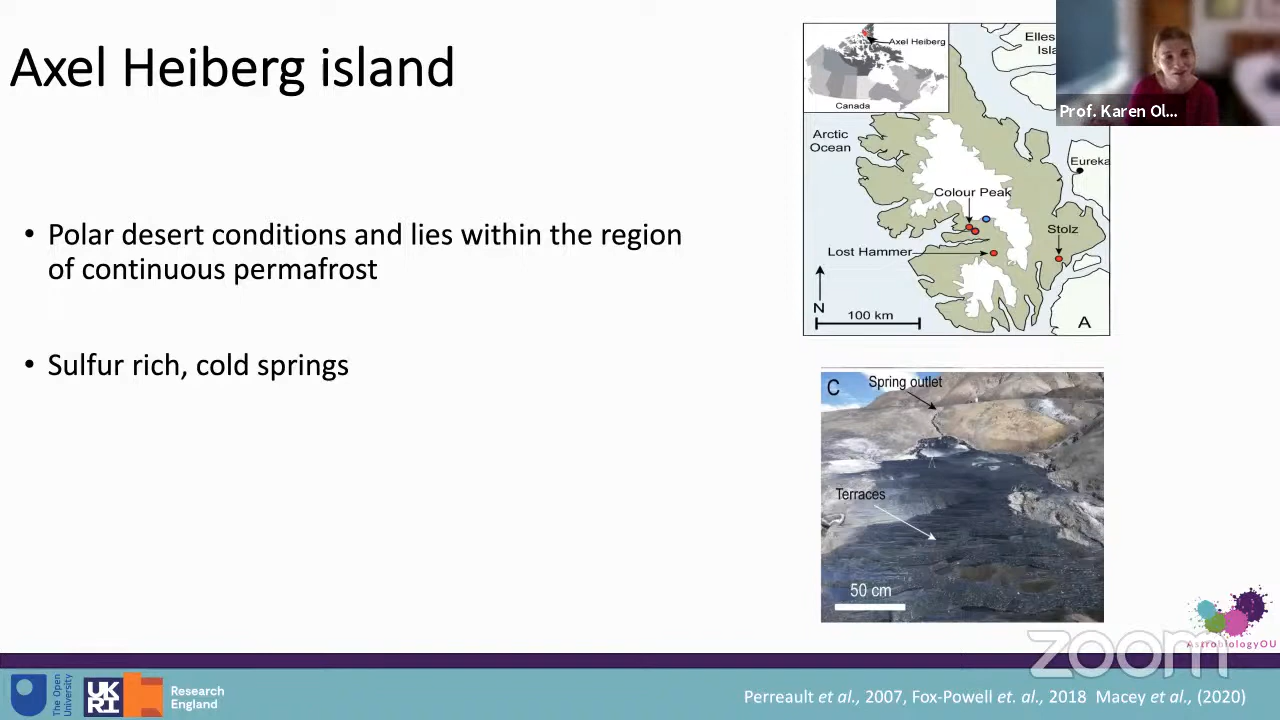 Axel Heiberg island
• Polar desert conditions and lies within the region
of continuous permafrost
• Sulfur rich, cold springs
Axel Heiberg
Canada
Elles
Isla
Arctic
Ocean
Eureka
Colour Peak
Stolz
Lost Hammer
N
100 km
A
Prof. Karen Ol...
C
Spring outlet
Terraces
50 cm
AstrobiologyOU
zoom
The Open
University
UK
RI
Research
England
Perreault et al., 2007, Fox-Powell et. al., 2018 Macey et al., (2020)